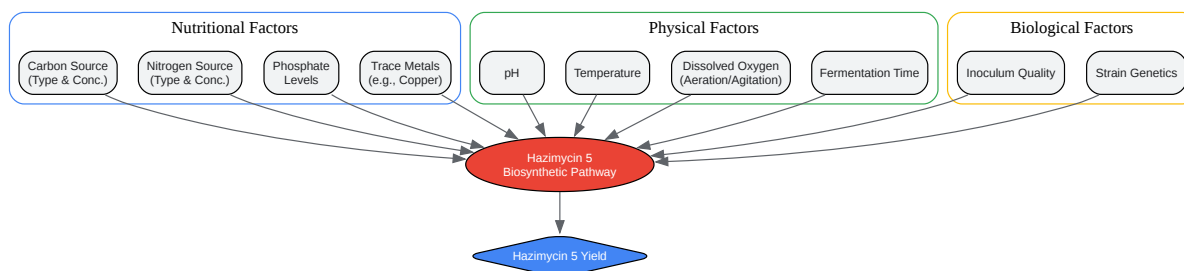 Nutritional Factors
Physical Factors
Biological Factors
Carbon Source
(Type & Conc.)
Nitrogen Source
(Type & Conc.)
Phosphate
Levels
Trace Metals
(e.g., Copper)
pH
Temperature
Dissolved Oxygen
(Aeration/Agitation)
Fermentation Time
Inoculum Quality
Strain Genetics
Hazimycin 5
Biosynthetic Pathway
Hazimycin 5 Yield